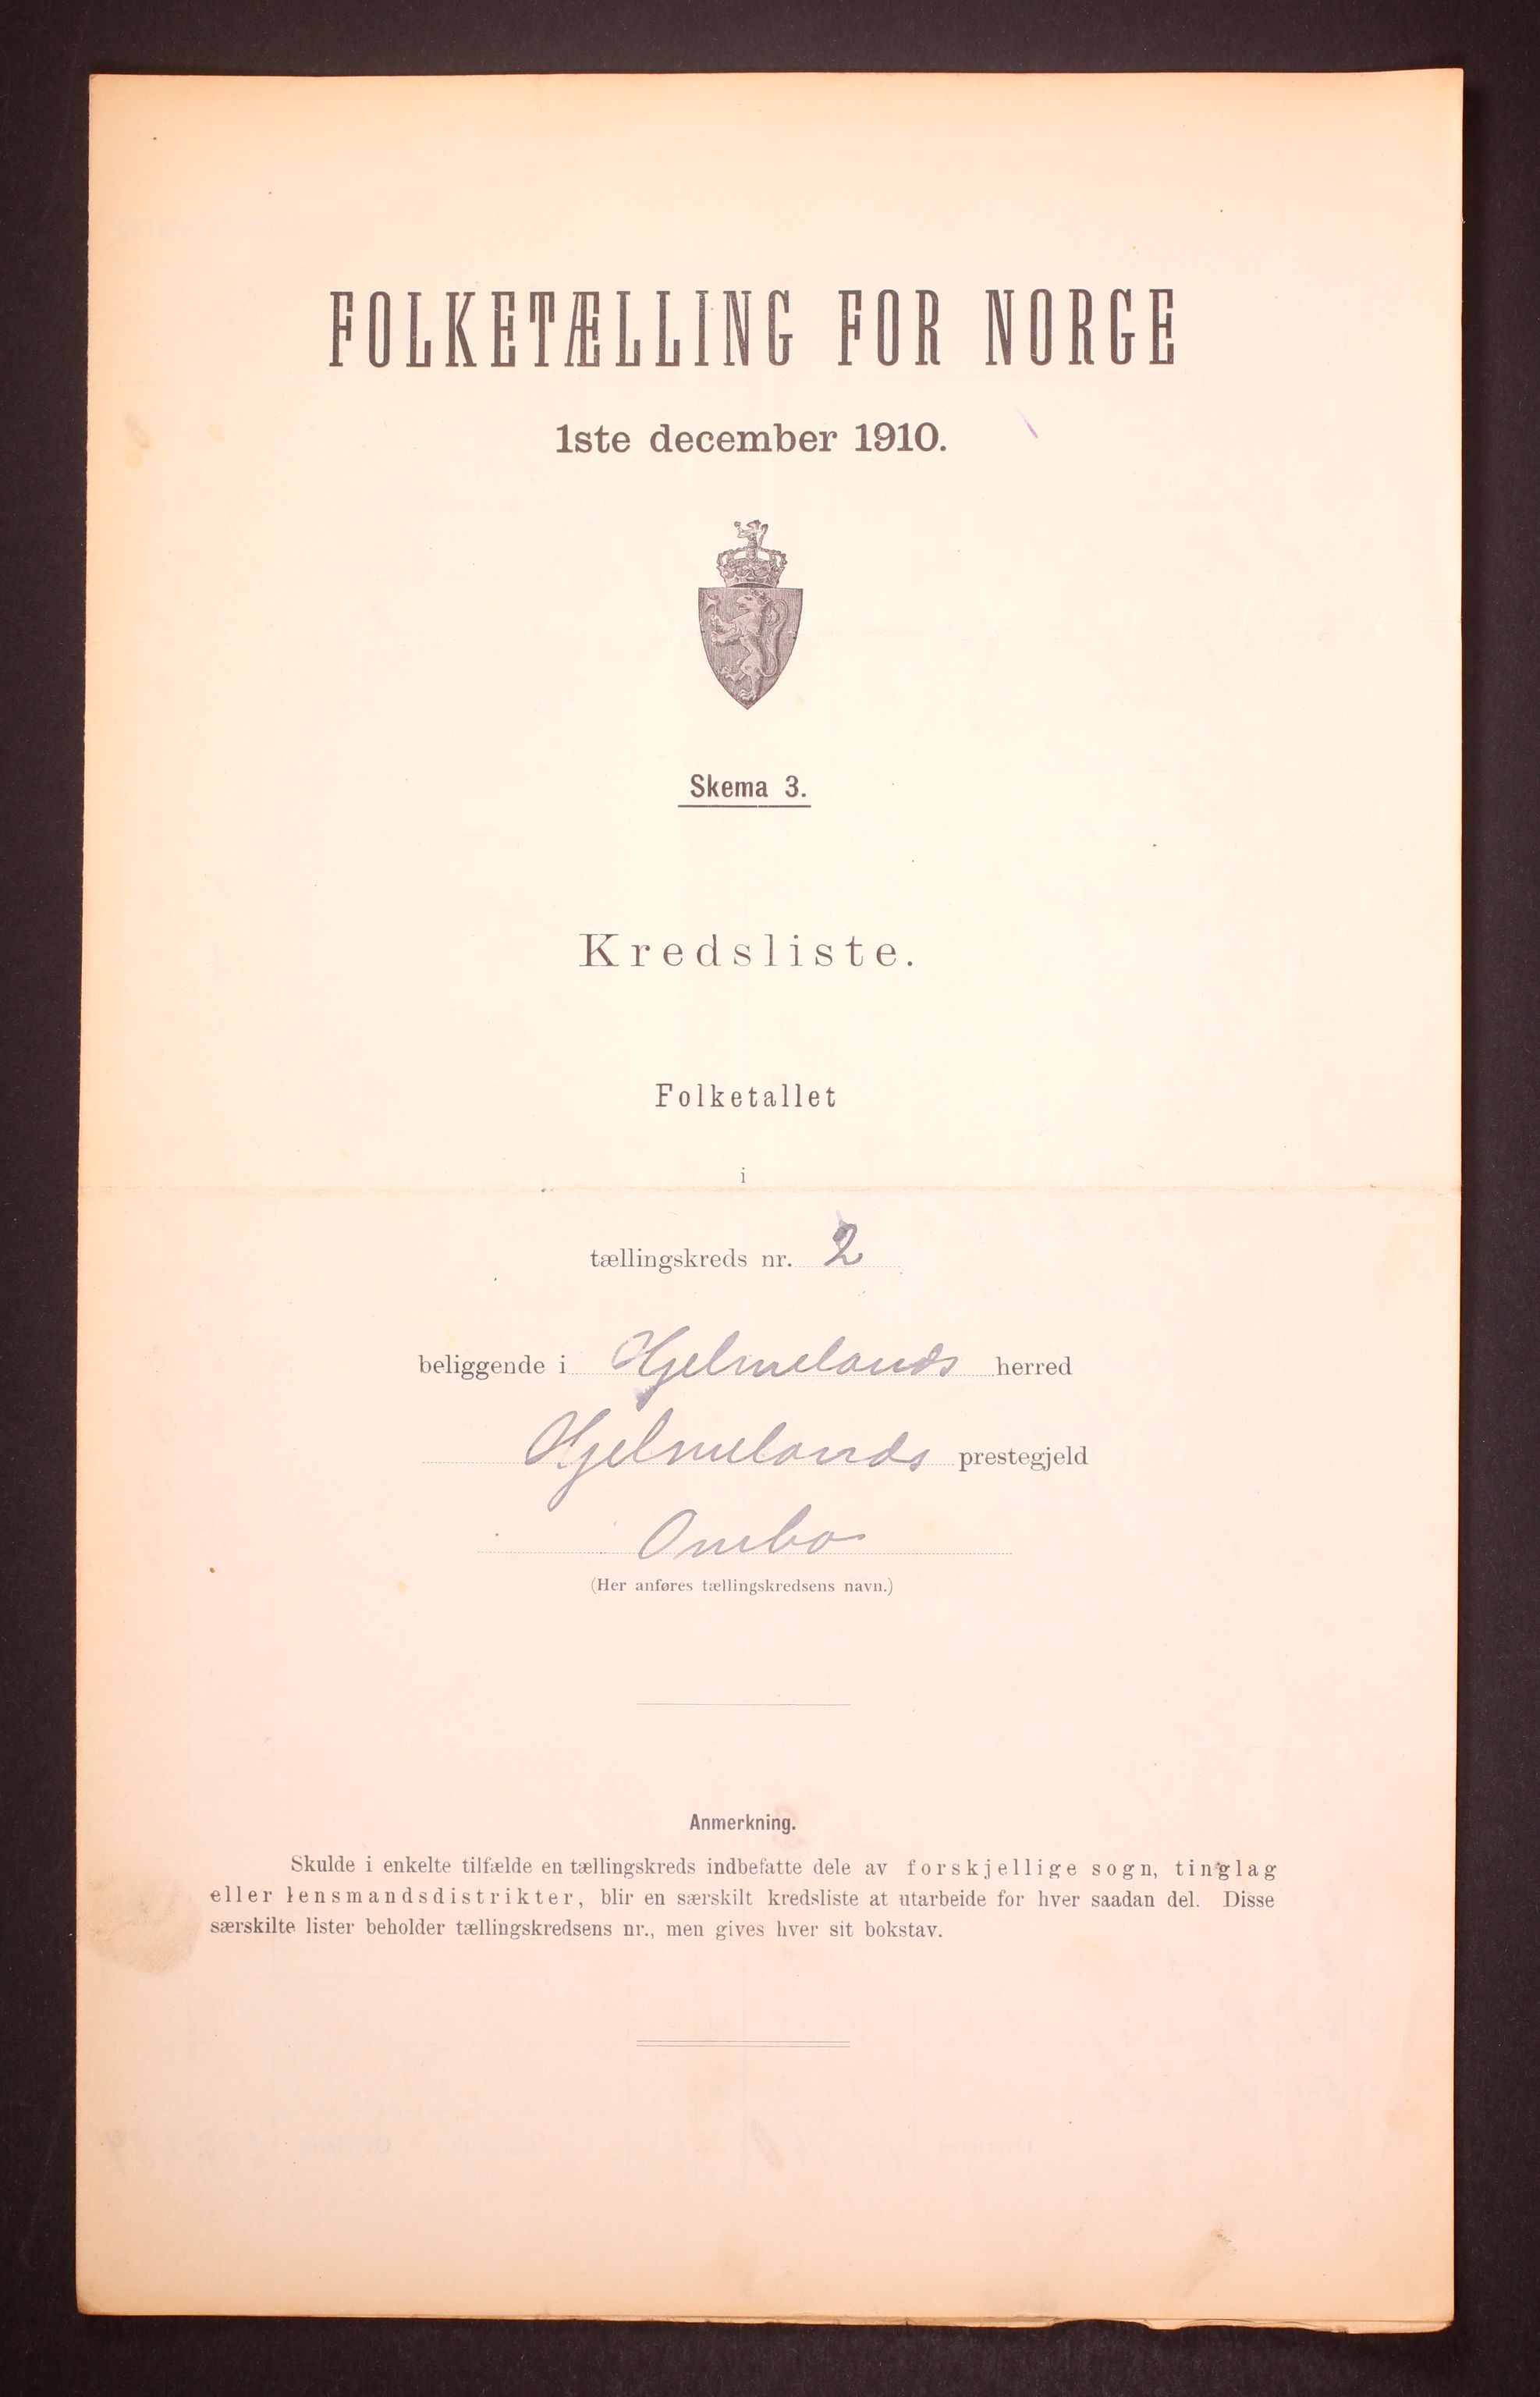 FOLKETÆLLING FOR NORGE
1ste december 1910.
Skema 3.
Kredsliste.
Folketallet
i
tællingskreds nr. 2
beliggende i Hjelmelands herred
Hjelmelands prestegjeld
Ombo
(Her anføres tællingskredsens navn.)
Anmerkning.
Skulde i enkelte tilfælde en tællingskreds indbefatte dele av forskjellige sogn, tinglag
eller lensmandsdistrikter, blir en særskilt kredsliste at utarbeide for hver saadan del. Disse
særskilte lister beholder tællingskredsens nr., men gives hver sit bokstav.